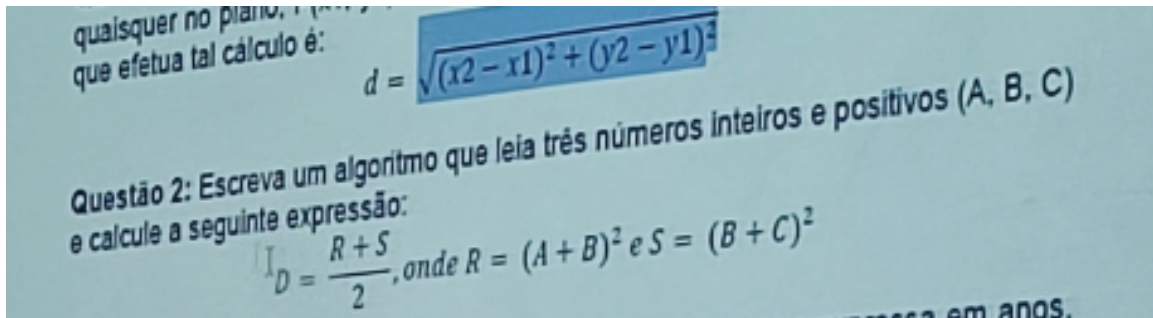 quaisquer no plano,
que efetua tal cálculo é:
d = √(x2 − x1)² + (y2 − y1)²
Questão 2: Escreva um algoritmo que leia três números inteiros e positivos (A, B, C)
e calcule a seguinte expressão:
D = R + S / 2 , onde R = (A + B)² e S = (B + C)²
em anos.